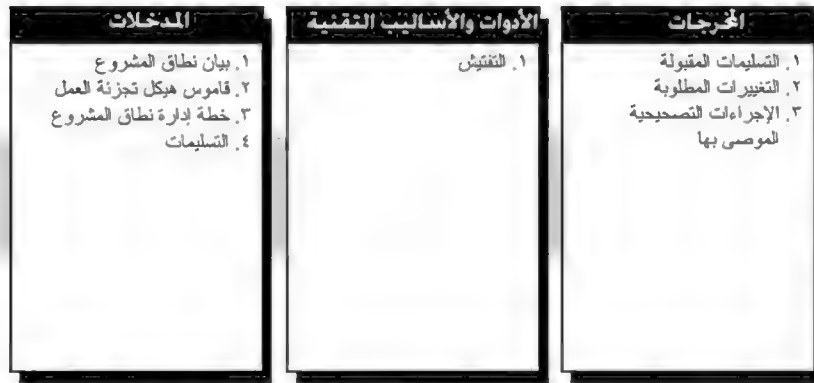 المدخلات
١. بيان نطاق المشروع
٢. قاموس هيكل تجزئة العمل
٣. خطة إدارة نطاق المشروع
٤. التسليمات
الأدوات والأساليب التقنية
١. التفتيش
المخرجات
١. التسليمات المقبولة
٢. التغييرات المطلوبة
٣. الإجراءات التصحيحية
الموصى بها